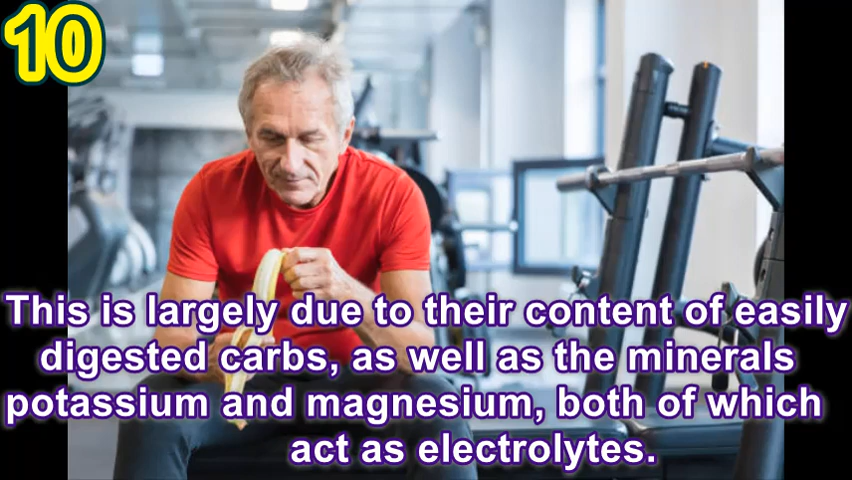 10
This is largely due to their content of easily
digested carbs, as well as the minerals
potassium and magnesium, both of which
act as electrolytes.